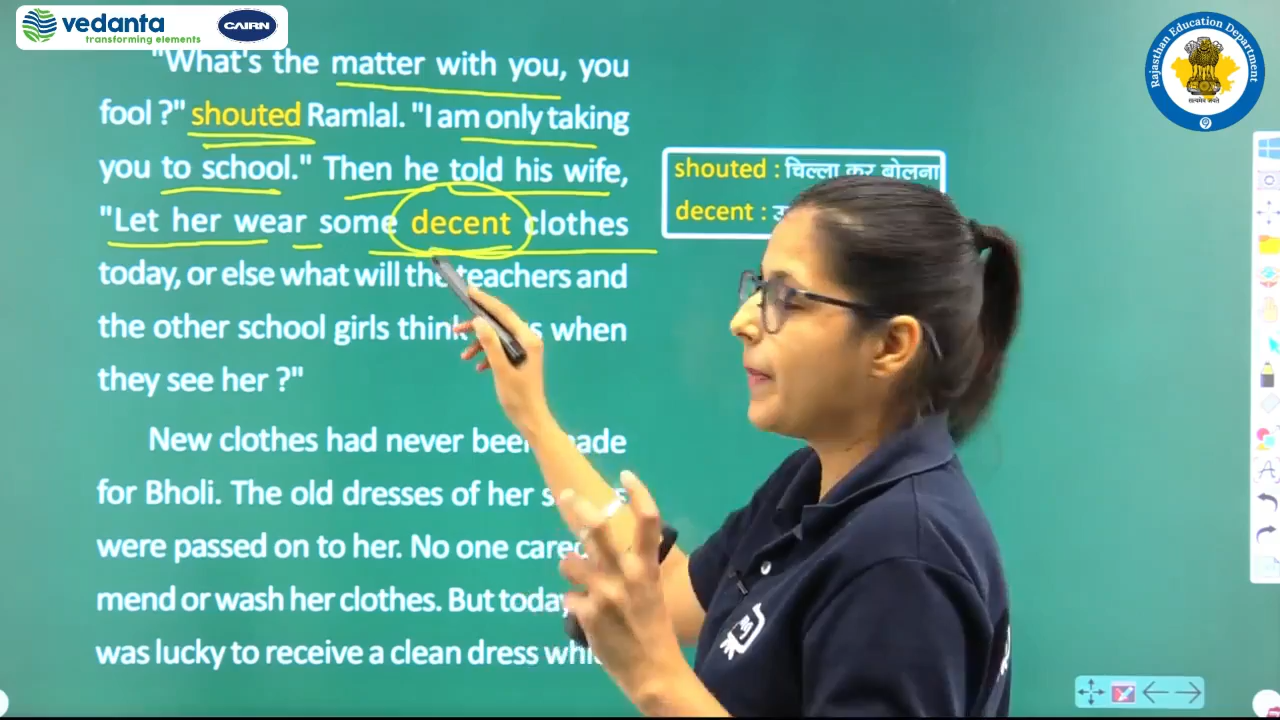 vedanta
transforming elements
CAIRN
Rajasthan Education Department
सत्यमेव जयते
"What's the matter with you, you
fool ?" shouted Ramlal. "I am only taking
you to school." Then he told his wife,
"Let her wear some decent clothes
today, or else what will the teachers and
the other school girls think when
they see her ?"
New clothes had never been made
for Bholi. The old dresses of her
were passed on to her. No one cared
mend or wash her clothes. But today
was lucky to receive a clean dress
shouted : चिल्ला कर बोलना
decent :